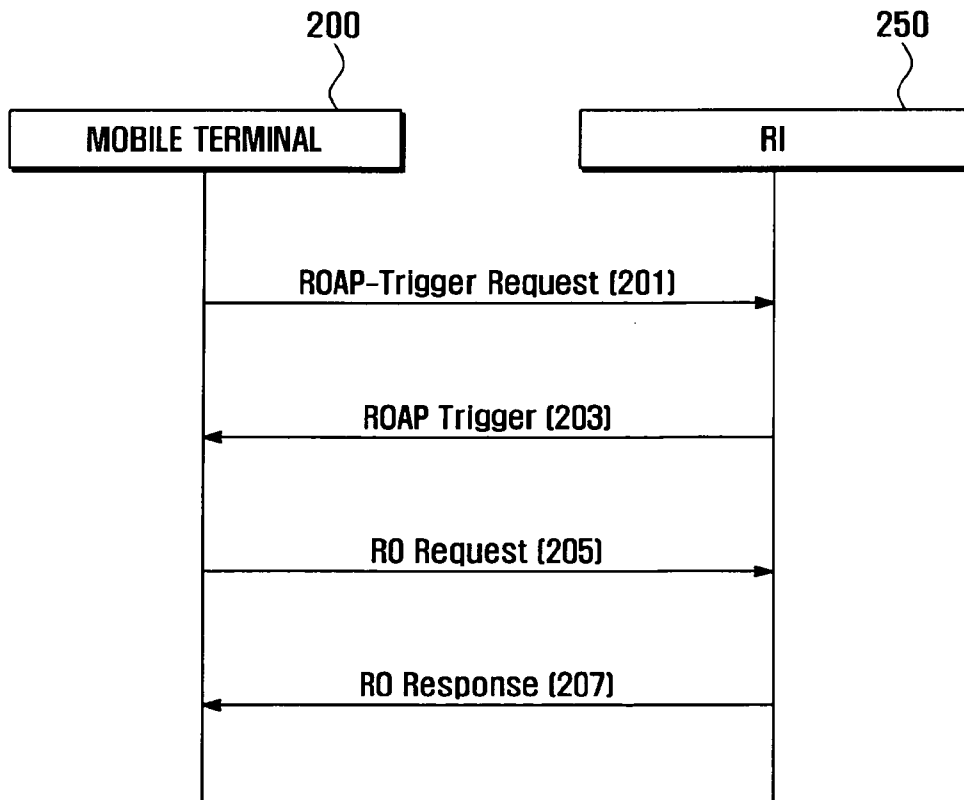 200
250
MOBILE TERMINAL
RI
ROAP-Trigger Request (201)
ROAP Trigger (203)
RO Request (205)
RO Response (207)